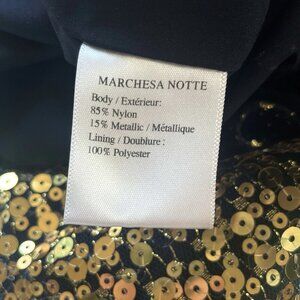 MARCHESA NOTTE
Body / Extérieur:
85% Nylon
15% Metallic / Métallique
Lining / Doublure :
100% Polyester